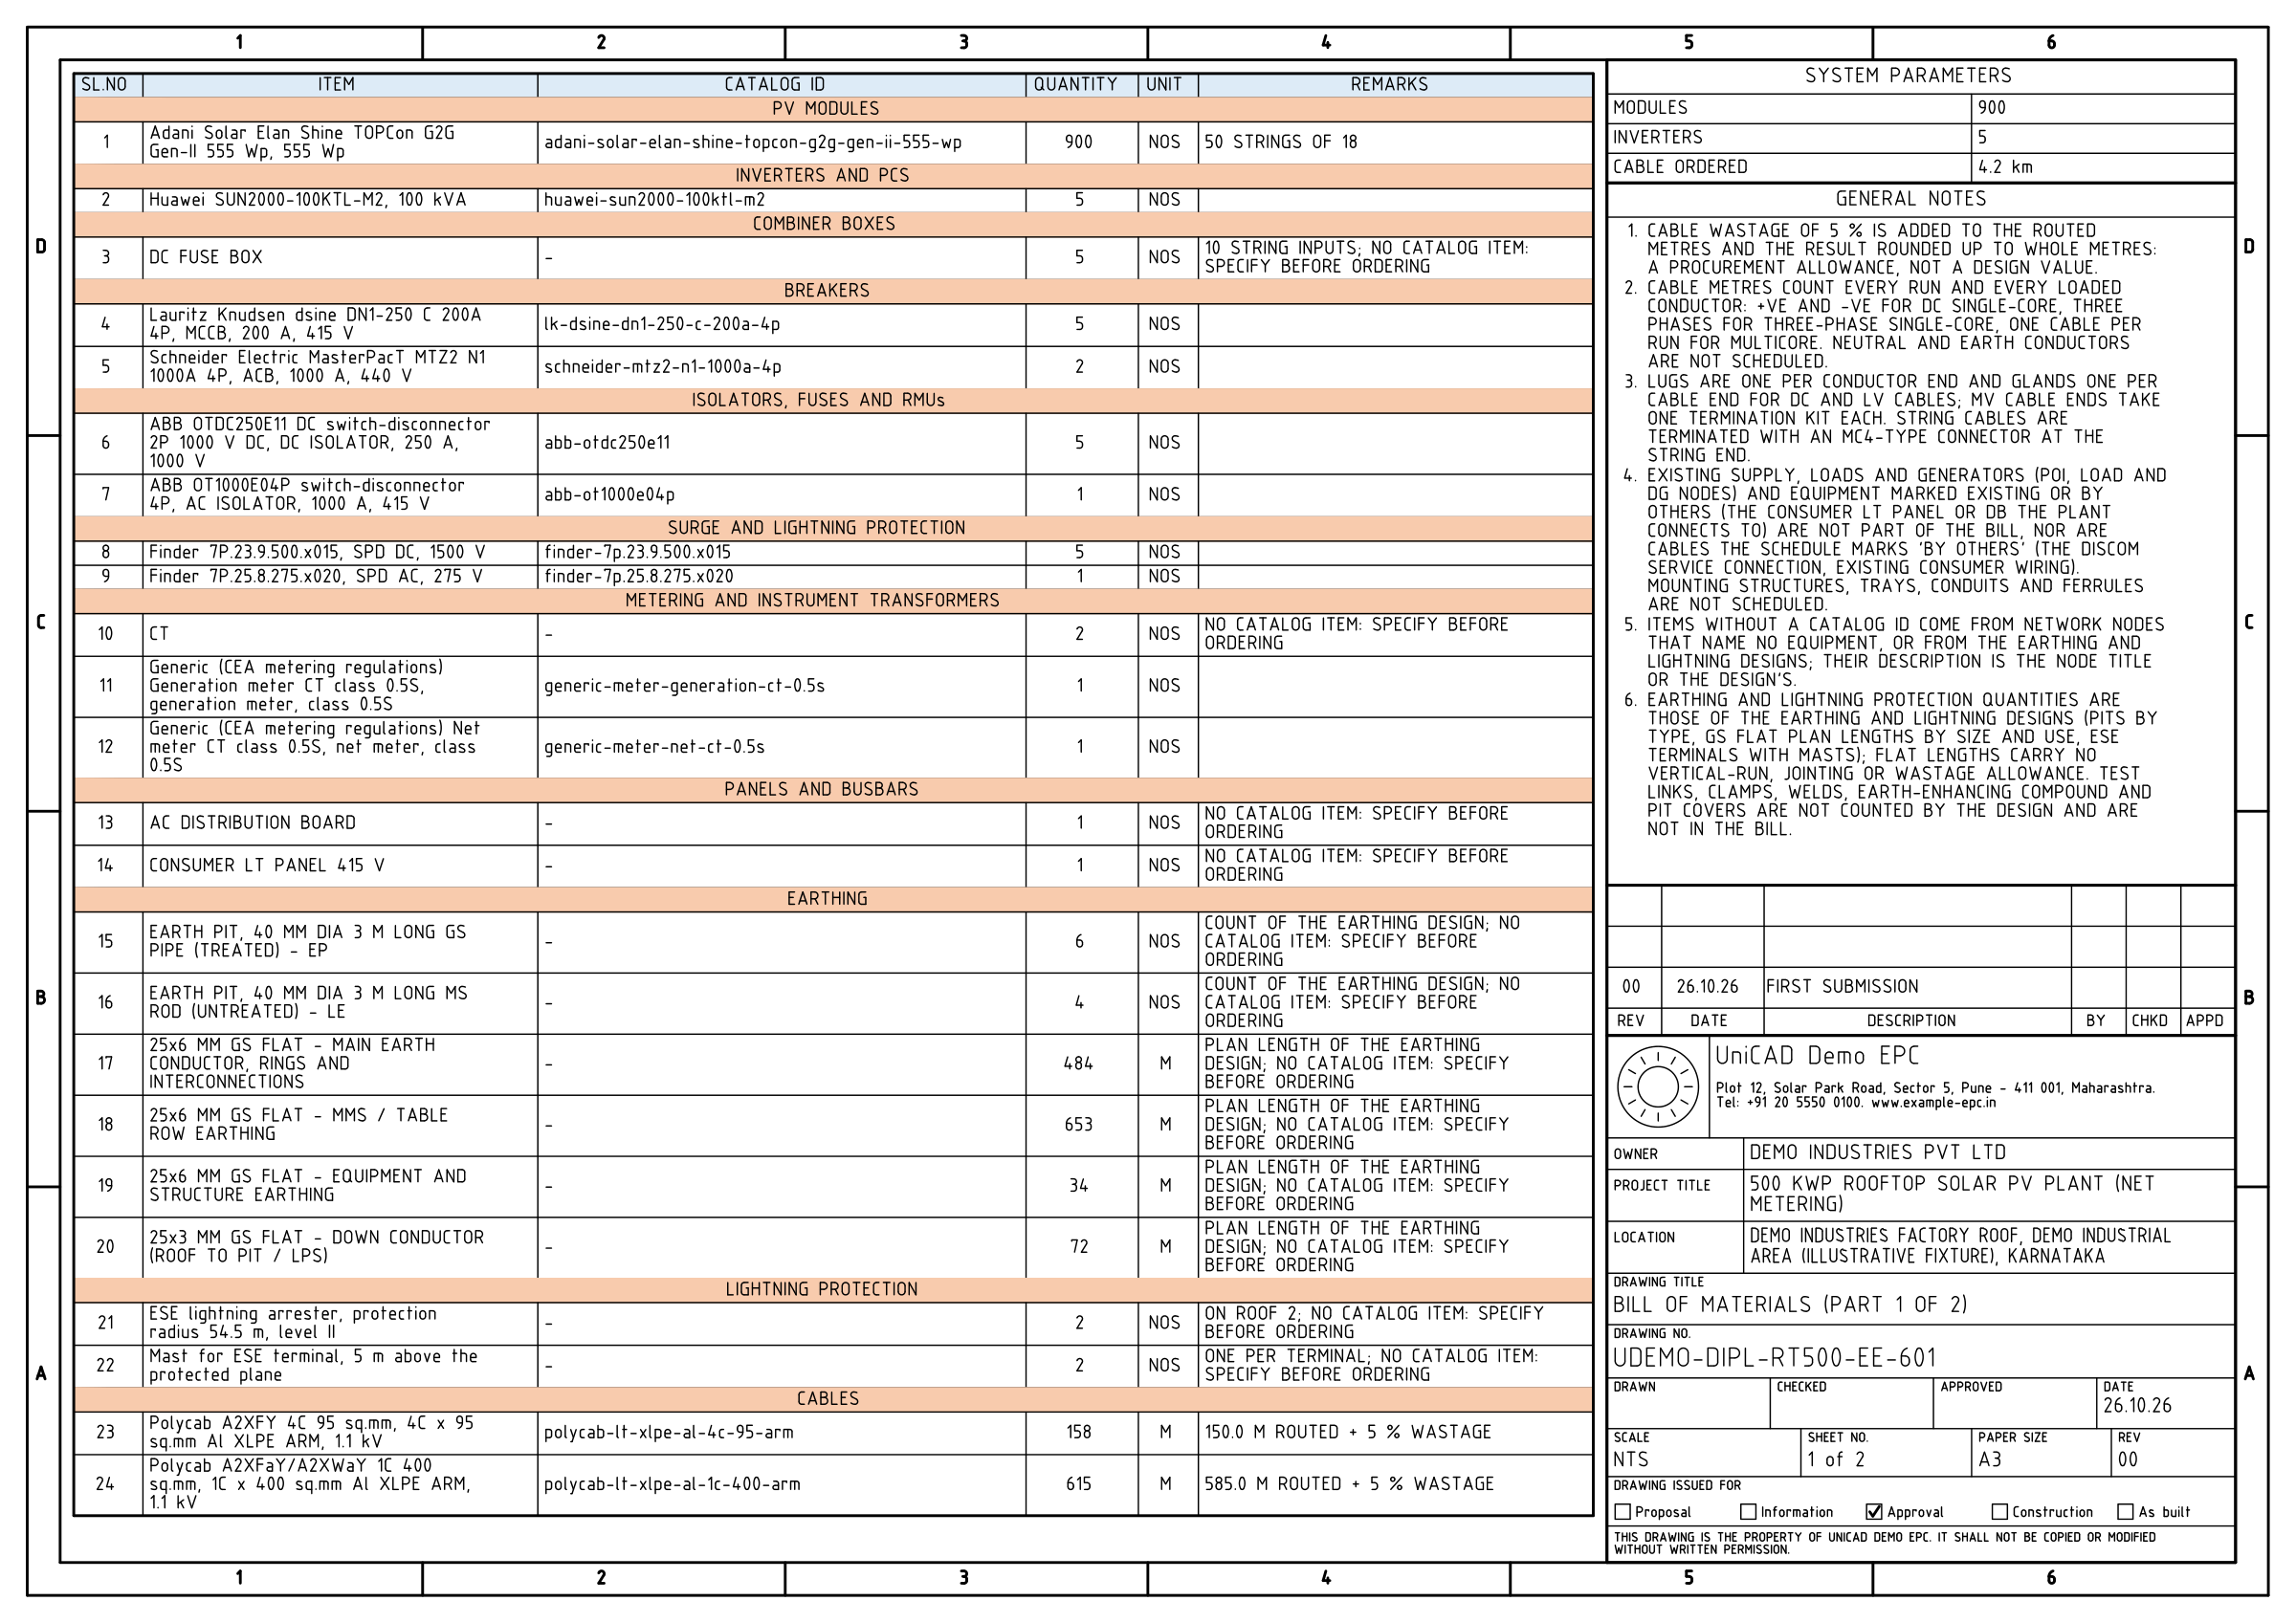 1 2 3 4 5 6
SL.NO ITEM CATALOG ID QUANTITY UNIT REMARKS
PV MODULES
1 Adani Solar Elan Shine TOPCon G2G
Gen-II 555 Wp, 555 Wp
adani-solar-elan-shine-topcon-g2g-gen-ii-555-wp 900 NOS 50 STRINGS OF 18
INVERTERS AND PCS
2 Huawei SUN2000-100KTL-M2, 100 kVA huawei-sun2000-100ktl-m2 5 NOS
COMBINER BOXES
3 DC FUSE BOX - 5 NOS 10 STRING INPUTS; NO CATALOG ITEM:
SPECIFY BEFORE ORDERING
BREAKERS
4 Lauritz Knudsen dsine DN1-250 C 200A
4P, MCCB, 200 A, 415 V
lk-dsine-dn1-250-c-200a-4p 5 NOS
5 Schneider Electric MasterPacT MTZ2 N1
1000A 4P, ACB, 1000 A, 440 V
schneider-mtz2-n1-1000a-4p 2 NOS
ISOLATORS, FUSES AND RMUs
6 ABB OTDC250E11 DC switch-disconnector
2P 1000 V DC, DC ISOLATOR, 250 A,
1000 V
abb-otdc250e11 5 NOS
7 ABB OT1000E04P switch-disconnector
4P, AC ISOLATOR, 1000 A, 415 V
abb-ot1000e04p 1 NOS
SURGE AND LIGHTNING PROTECTION
8 Finder 7P.23.9.500.x015, SPD DC, 1500 V finder-7p.23.9.500.x015 5 NOS
9 Finder 7P.25.8.275.x020, SPD AC, 275 V finder-7p.25.8.275.x020 1 NOS
METERING AND INSTRUMENT TRANSFORMERS
10 CT - 2 NOS NO CATALOG ITEM: SPECIFY BEFORE
ORDERING
11 Generic (CEA metering regulations)
Generation meter CT class 0.5S,
generation meter, class 0.5S
generic-meter-generation-ct-0.5s 1 NOS
12 Generic (CEA metering regulations) Net
meter CT class 0.5S, net meter, class
0.5S
generic-meter-net-ct-0.5s 1 NOS
PANELS AND BUSBARS
13 AC DISTRIBUTION BOARD - 1 NOS NO CATALOG ITEM: SPECIFY BEFORE
ORDERING
14 CONSUMER LT PANEL 415 V - 1 NOS NO CATALOG ITEM: SPECIFY BEFORE
ORDERING
EARTHING
15 EARTH PIT, 40 MM DIA 3 M LONG GS
PIPE (TREATED) - EP
- 6 NOS COUNT OF THE EARTHING DESIGN; NO
CATALOG ITEM: SPECIFY BEFORE
ORDERING
16 EARTH PIT, 40 MM DIA 3 M LONG MS
ROD (UNTREATED) - LE
- 4 NOS COUNT OF THE EARTHING DESIGN; NO
CATALOG ITEM: SPECIFY BEFORE
ORDERING
17 25x6 MM GS FLAT - MAIN EARTH
CONDUCTOR, RINGS AND
INTERCONNECTIONS
- 484 M PLAN LENGTH OF THE EARTHING
DESIGN; NO CATALOG ITEM: SPECIFY
BEFORE ORDERING
18 25x6 MM GS FLAT - MMS / TABLE
ROW EARTHING
- 653 M PLAN LENGTH OF THE EARTHING
DESIGN; NO CATALOG ITEM: SPECIFY
BEFORE ORDERING
19 25x6 MM GS FLAT - EQUIPMENT AND
STRUCTURE EARTHING
- 34 M PLAN LENGTH OF THE EARTHING
DESIGN; NO CATALOG ITEM: SPECIFY
BEFORE ORDERING
20 25x3 MM GS FLAT - DOWN CONDUCTOR
(ROOF TO PIT / LPS)
- 72 M PLAN LENGTH OF THE EARTHING
DESIGN; NO CATALOG ITEM: SPECIFY
BEFORE ORDERING
LIGHTNING PROTECTION
21 ESE lightning arrester, protection
radius 54.5 m, level II
- 2 NOS ON ROOF 2; NO CATALOG ITEM: SPECIFY
BEFORE ORDERING
22 Mast for ESE terminal, 5 m above the
protected plane
- 2 NOS ONE PER TERMINAL; NO CATALOG ITEM:
SPECIFY BEFORE ORDERING
CABLES
23 Polycab A2XFY 4C 95 sq.mm, 4C x 95
sq.mm Al XLPE ARM, 1.1 kV
polycab-lt-xlpe-al-4c-95-arm 158 M 150.0 M ROUTED + 5 % WASTAGE
24 Polycab A2XFaY/A2XWaY 1C 400
sq.mm, 1C x 400 sq.mm Al XLPE ARM,
1.1 kV
polycab-lt-xlpe-al-1c-400-arm 615 M 585.0 M ROUTED + 5 % WASTAGE
SYSTEM PARAMETERS
MODULES 900
INVERTERS 5
CABLE ORDERED 4.2 km
GENERAL NOTES
1. CABLE WASTAGE OF 5 % IS ADDED TO THE ROUTED
METRES AND THE RESULT ROUNDED UP TO WHOLE METRES:
A PROCUREMENT ALLOWANCE, NOT A DESIGN VALUE.
2. CABLE METRES COUNT EVERY RUN AND EVERY LOADED
CONDUCTOR: +VE AND -VE FOR DC SINGLE-CORE, THREE
PHASES FOR THREE-PHASE SINGLE-CORE, ONE CABLE PER
RUN FOR MULTICORE. NEUTRAL AND EARTH CONDUCTORS
ARE NOT SCHEDULED.
3. LUGS ARE ONE PER CONDUCTOR END AND GLANDS ONE PER
CABLE END FOR DC AND LV CABLES; MV CABLE ENDS TAKE
ONE TERMINATION KIT EACH. STRING CABLES ARE
TERMINATED WITH AN MC4-TYPE CONNECTOR AT THE
STRING END.
4. EXISTING SUPPLY, LOADS AND GENERATORS (POI, LOAD AND
DG NODES) AND EQUIPMENT MARKED EXISTING OR BY
OTHERS (THE CONSUMER LT PANEL OR DB THE PLANT
CONNECTS TO) ARE NOT PART OF THE BILL, NOR ARE
CABLES THE SCHEDULE MARKS 'BY OTHERS' (THE DISCOM
SERVICE CONNECTION, EXISTING CONSUMER WIRING).
MOUNTING STRUCTURES, TRAYS, CONDUITS AND FERRULES
ARE NOT SCHEDULED.
5. ITEMS WITHOUT A CATALOG ID COME FROM NETWORK NODES
THAT NAME NO EQUIPMENT, OR FROM THE EARTHING AND
LIGHTNING DESIGNS; THEIR DESCRIPTION IS THE NODE TITLE
OR THE DESIGN'S.
6. EARTHING AND LIGHTNING PROTECTION QUANTITIES ARE
THOSE OF THE EARTHING AND LIGHTNING DESIGNS (PITS BY
TYPE, GS FLAT PLAN LENGTHS BY SIZE AND USE, ESE
TERMINALS WITH MASTS); FLAT LENGTHS CARRY NO
VERTICAL-RUN, JOINTING OR WASTAGE ALLOWANCE. TEST
LINKS, CLAMPS, WELDS, EARTH-ENHANCING COMPOUND AND
PIT COVERS ARE NOT COUNTED BY THE DESIGN AND ARE
NOT IN THE BILL.
00 26.10.26 FIRST SUBMISSION
REV DATE DESCRIPTION BY CHKD APPD
UniCAD Demo EPC
Plot 12, Solar Park Road, Sector 5, Pune - 411 001, Maharashtra.
Tel: +91 20 5550 0100. www.example-epc.in
OWNER DEMO INDUSTRIES PVT LTD
PROJECT TITLE 500 KWP ROOFTOP SOLAR PV PLANT (NET
METERING)
LOCATION DEMO INDUSTRIES FACTORY ROOF, DEMO INDUSTRIAL
AREA (ILLUSTRATIVE FIXTURE), KARNATAKA
DRAWING TITLE
BILL OF MATERIALS (PART 1 OF 2)
DRAWING NO.
UDEMO-DIPL-RT500-EE-601
DRAWN CHECKED APPROVED DATE
26.10.26
SCALE SHEET NO. PAPER SIZE REV
NTS 1 of 2 A3 00
DRAWING ISSUED FOR
Proposal Information Approval Construction As built
THIS DRAWING IS THE PROPERTY OF UNICAD DEMO EPC. IT SHALL NOT BE COPIED OR MODIFIED
WITHOUT WRITTEN PERMISSION.
D D
C C
B B
A A
1 2 3 4 5 6